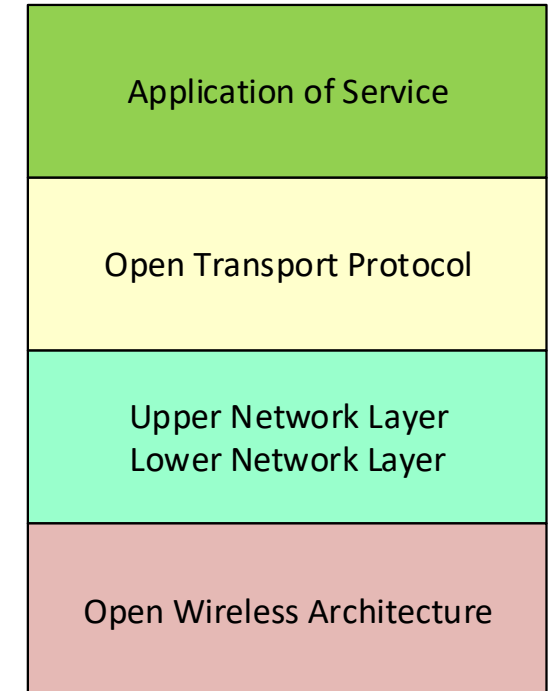 Application of Service
Open Transport Protocol
Upper Network Layer
Lower Network Layer
Open Wireless Architecture